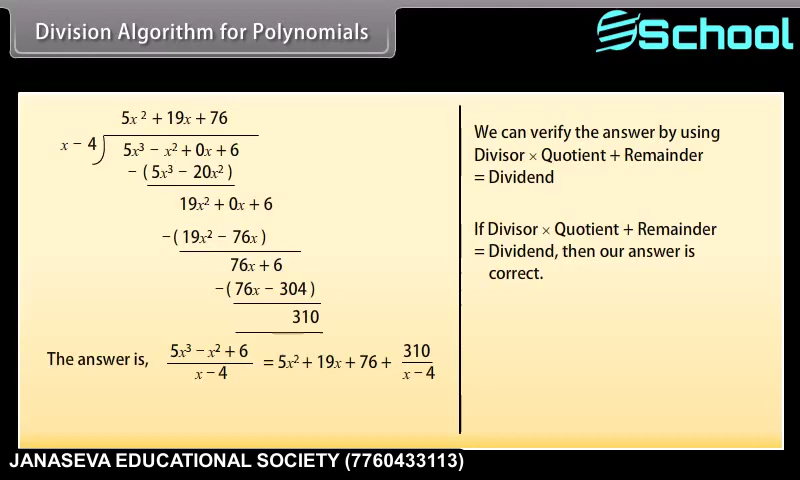 Division Algorithm for Polynomials
School
5x² + 19x + 76
x − 4) 5x³ − x² + 0x + 6
− ( 5x³ − 20x² )
19x² + 0x + 6
−( 19x² − 76x )
76x + 6
−( 76x − 304 )
310
The answer is, (5x³ − x² + 6)/(x − 4) = 5x² + 19x + 76 + 310/(x − 4)
We can verify the answer by using
Divisor × Quotient + Remainder
= Dividend
If Divisor × Quotient + Remainder
= Dividend, then our answer is
correct.
JANASEVA EDUCATIONAL SOCIETY (7760433113)